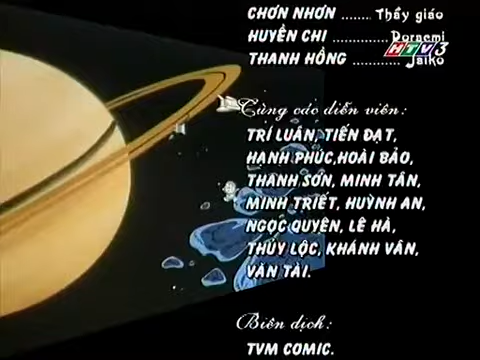 CHƠN NHƠN ........ Thầy giáo
HUYỀN CHI .............. Doraemi
HTV3
THANH HỒNG ............ Jaiko
Cùng các diễn viên:
TRÍ LUÂN, TIẾN ĐẠT,
HẠNH PHÚC,HOÀI BẢO,
THANH SƠN, MINH TÂN,
MINH TRIẾT, HUỲNH AN,
NGỌC QUYÊN, LÊ HÀ,
THÚY LỘC, KHÁNH VÂN,
VĂN TÀI.
Biên dịch:
TVM COMIC.